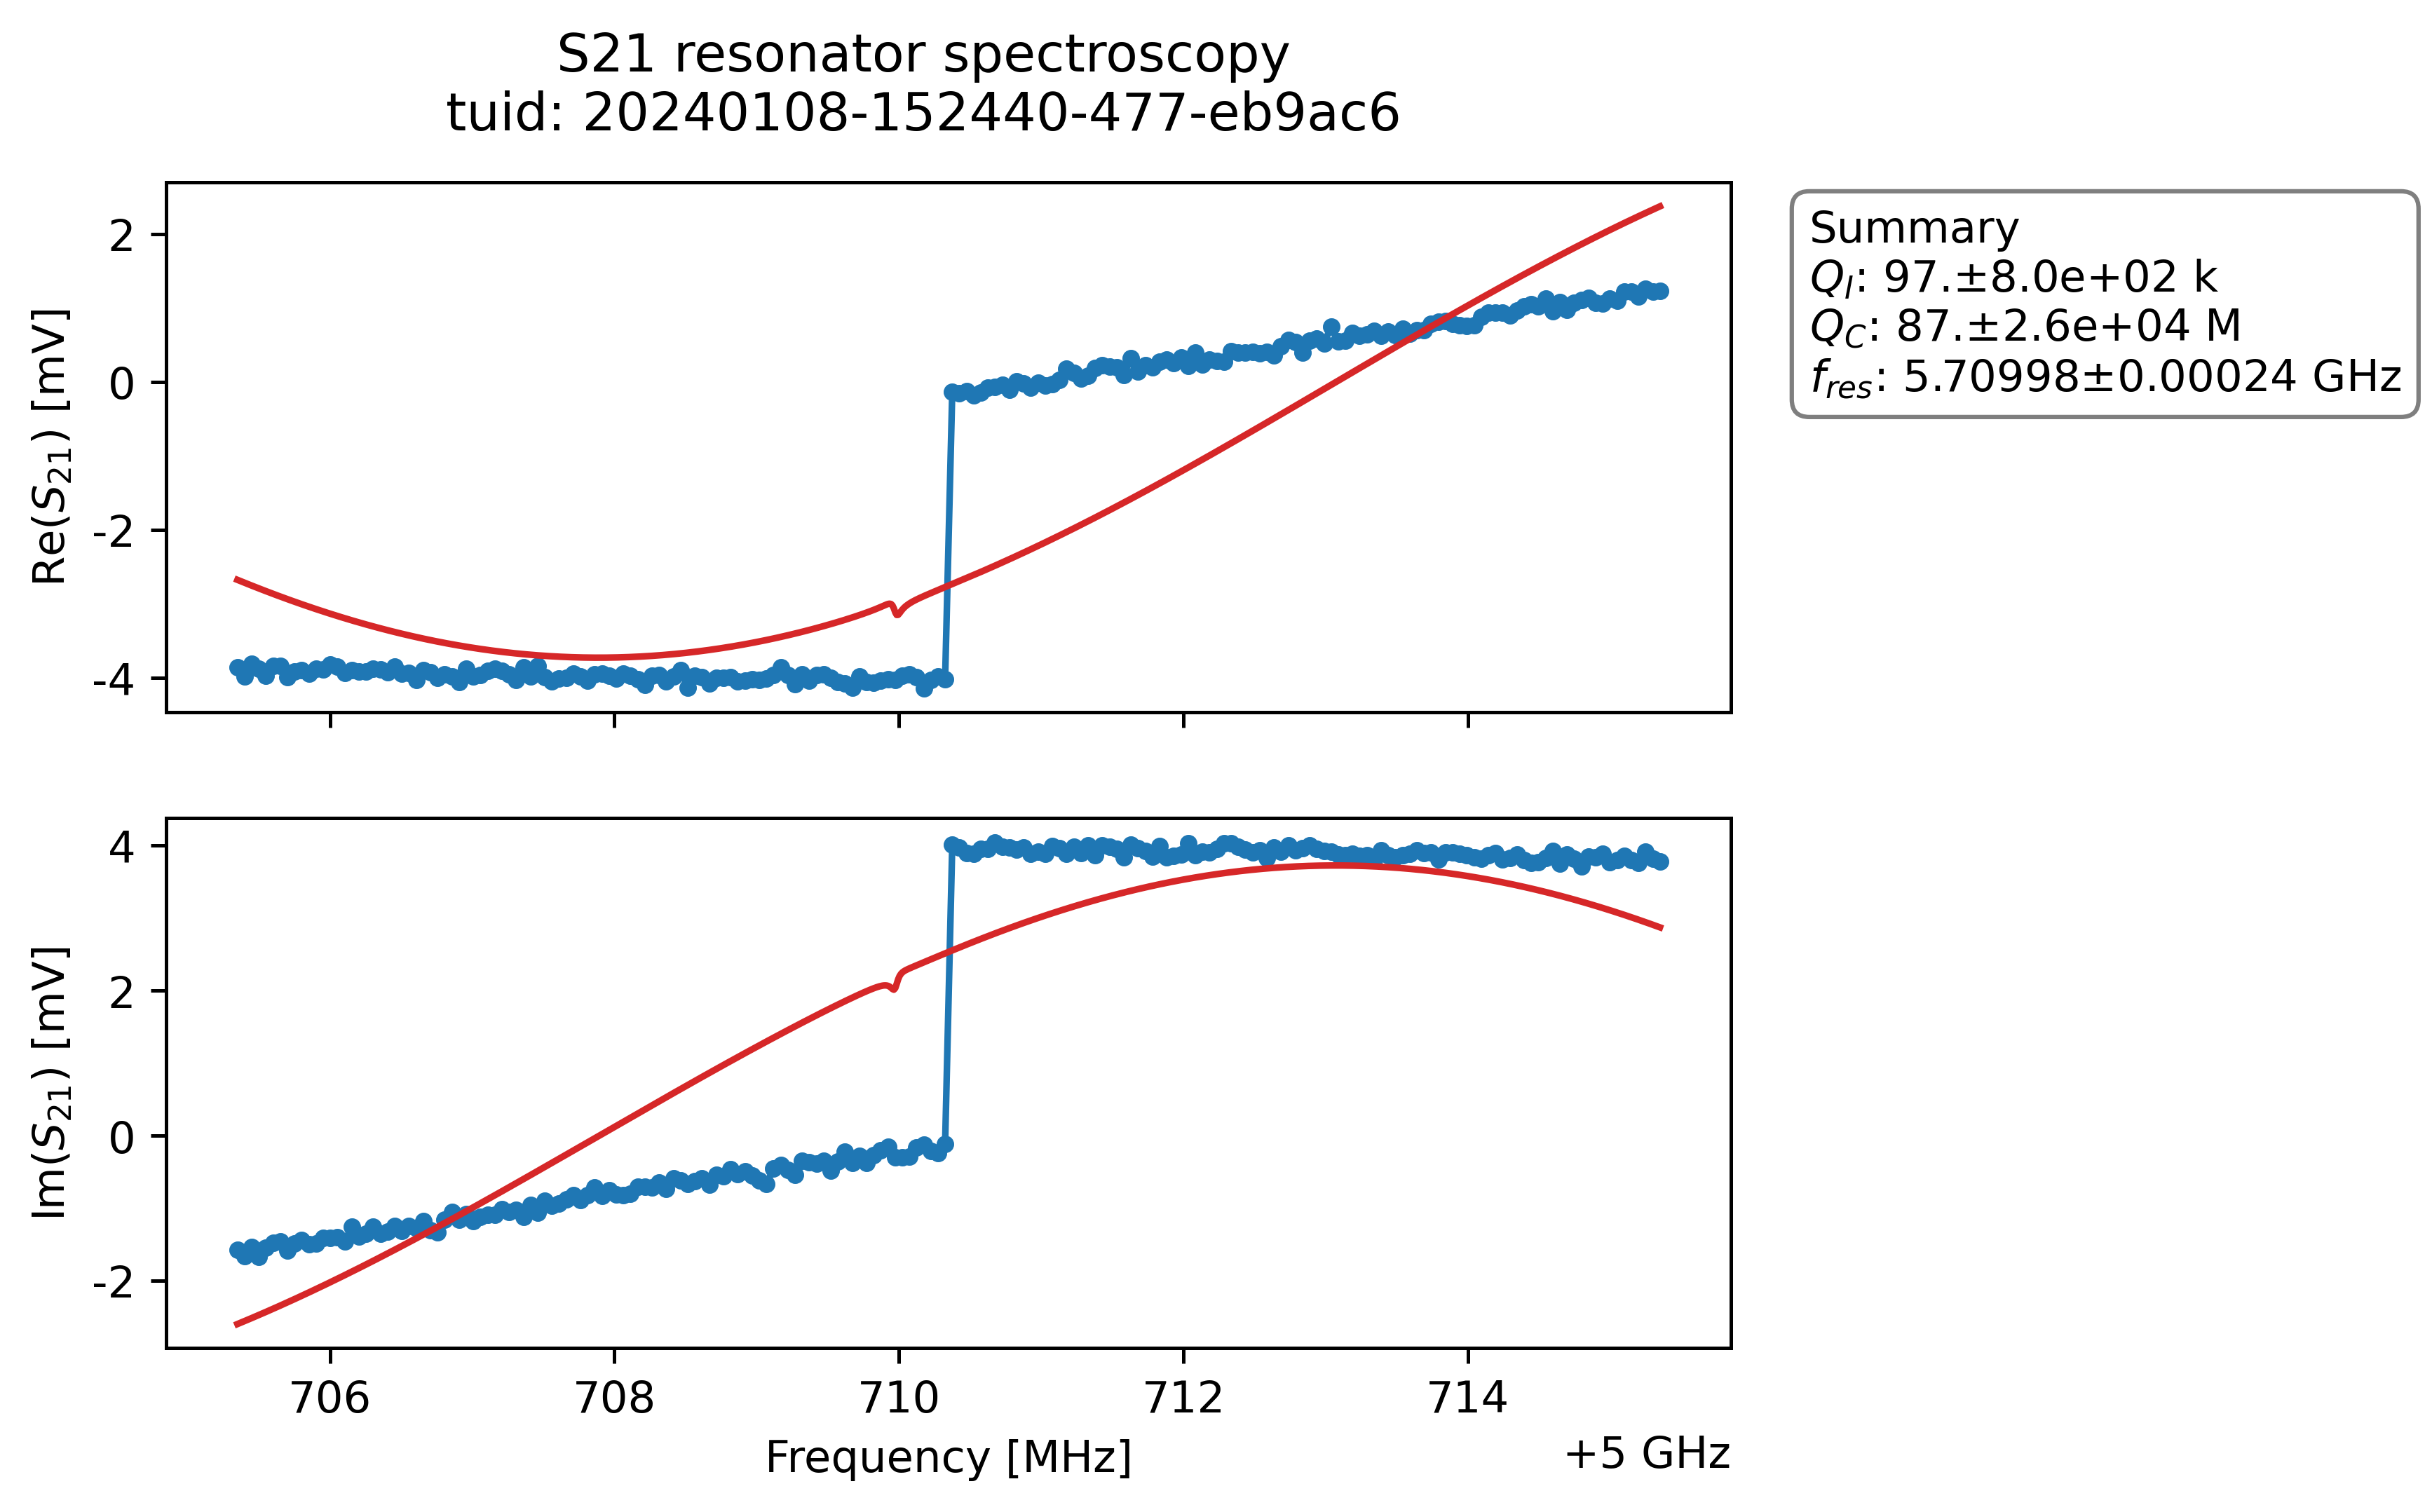 S21 resonator spectroscopy
tuid: 20240108-152440-477-eb9ac6
Re(S21) [mV]
2
0
-2
-4
Summary
QI: 97.±8.0e+02 k
QC: 87.±2.6e+04 M
fres: 5.70998±0.00024 GHz
Im(S21) [mV]
4
2
0
-2
706 708 710 712 714
Frequency [MHz]
+5 GHz